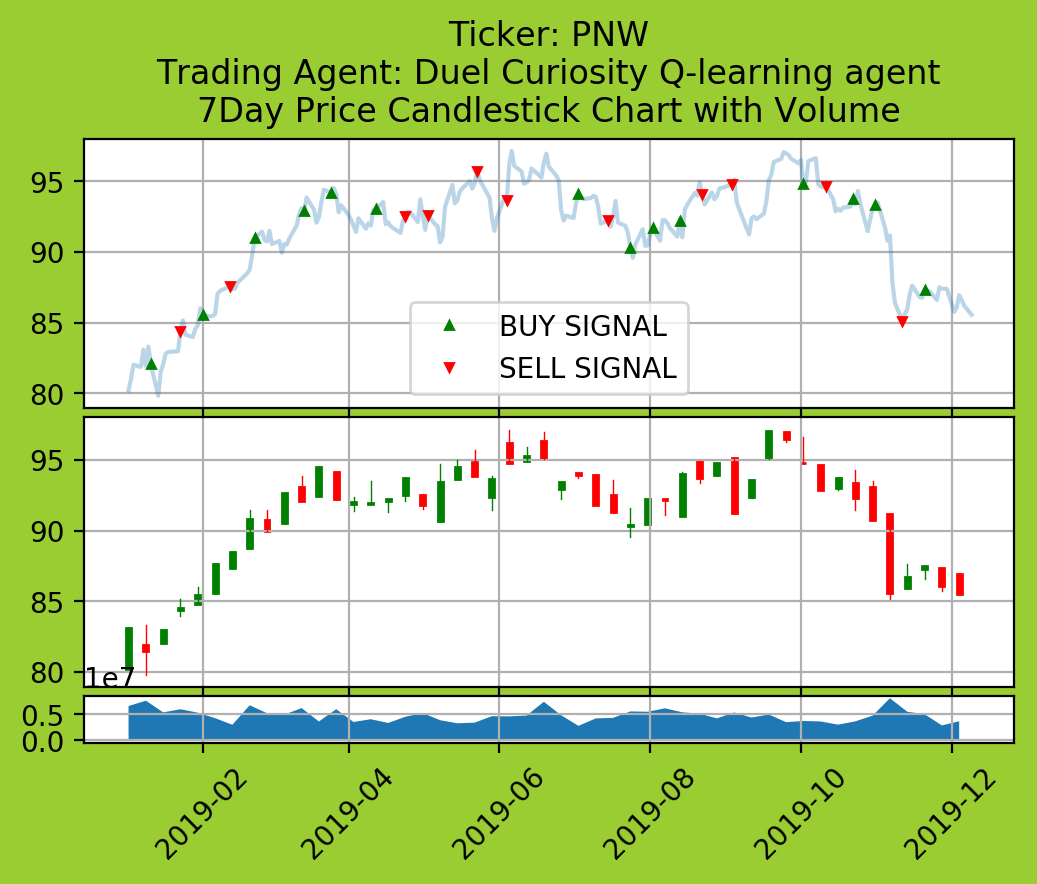 Ticker: PNW
Trading Agent: Duel Curiosity Q-learning agent
7Day Price Candlestick Chart with Volume
95
90
85
80
BUY SIGNAL
SELL SIGNAL
95
90
85
80
1e7
0.5
0.0
2019-02
2019-04
2019-06
2019-08
2019-10
2019-12